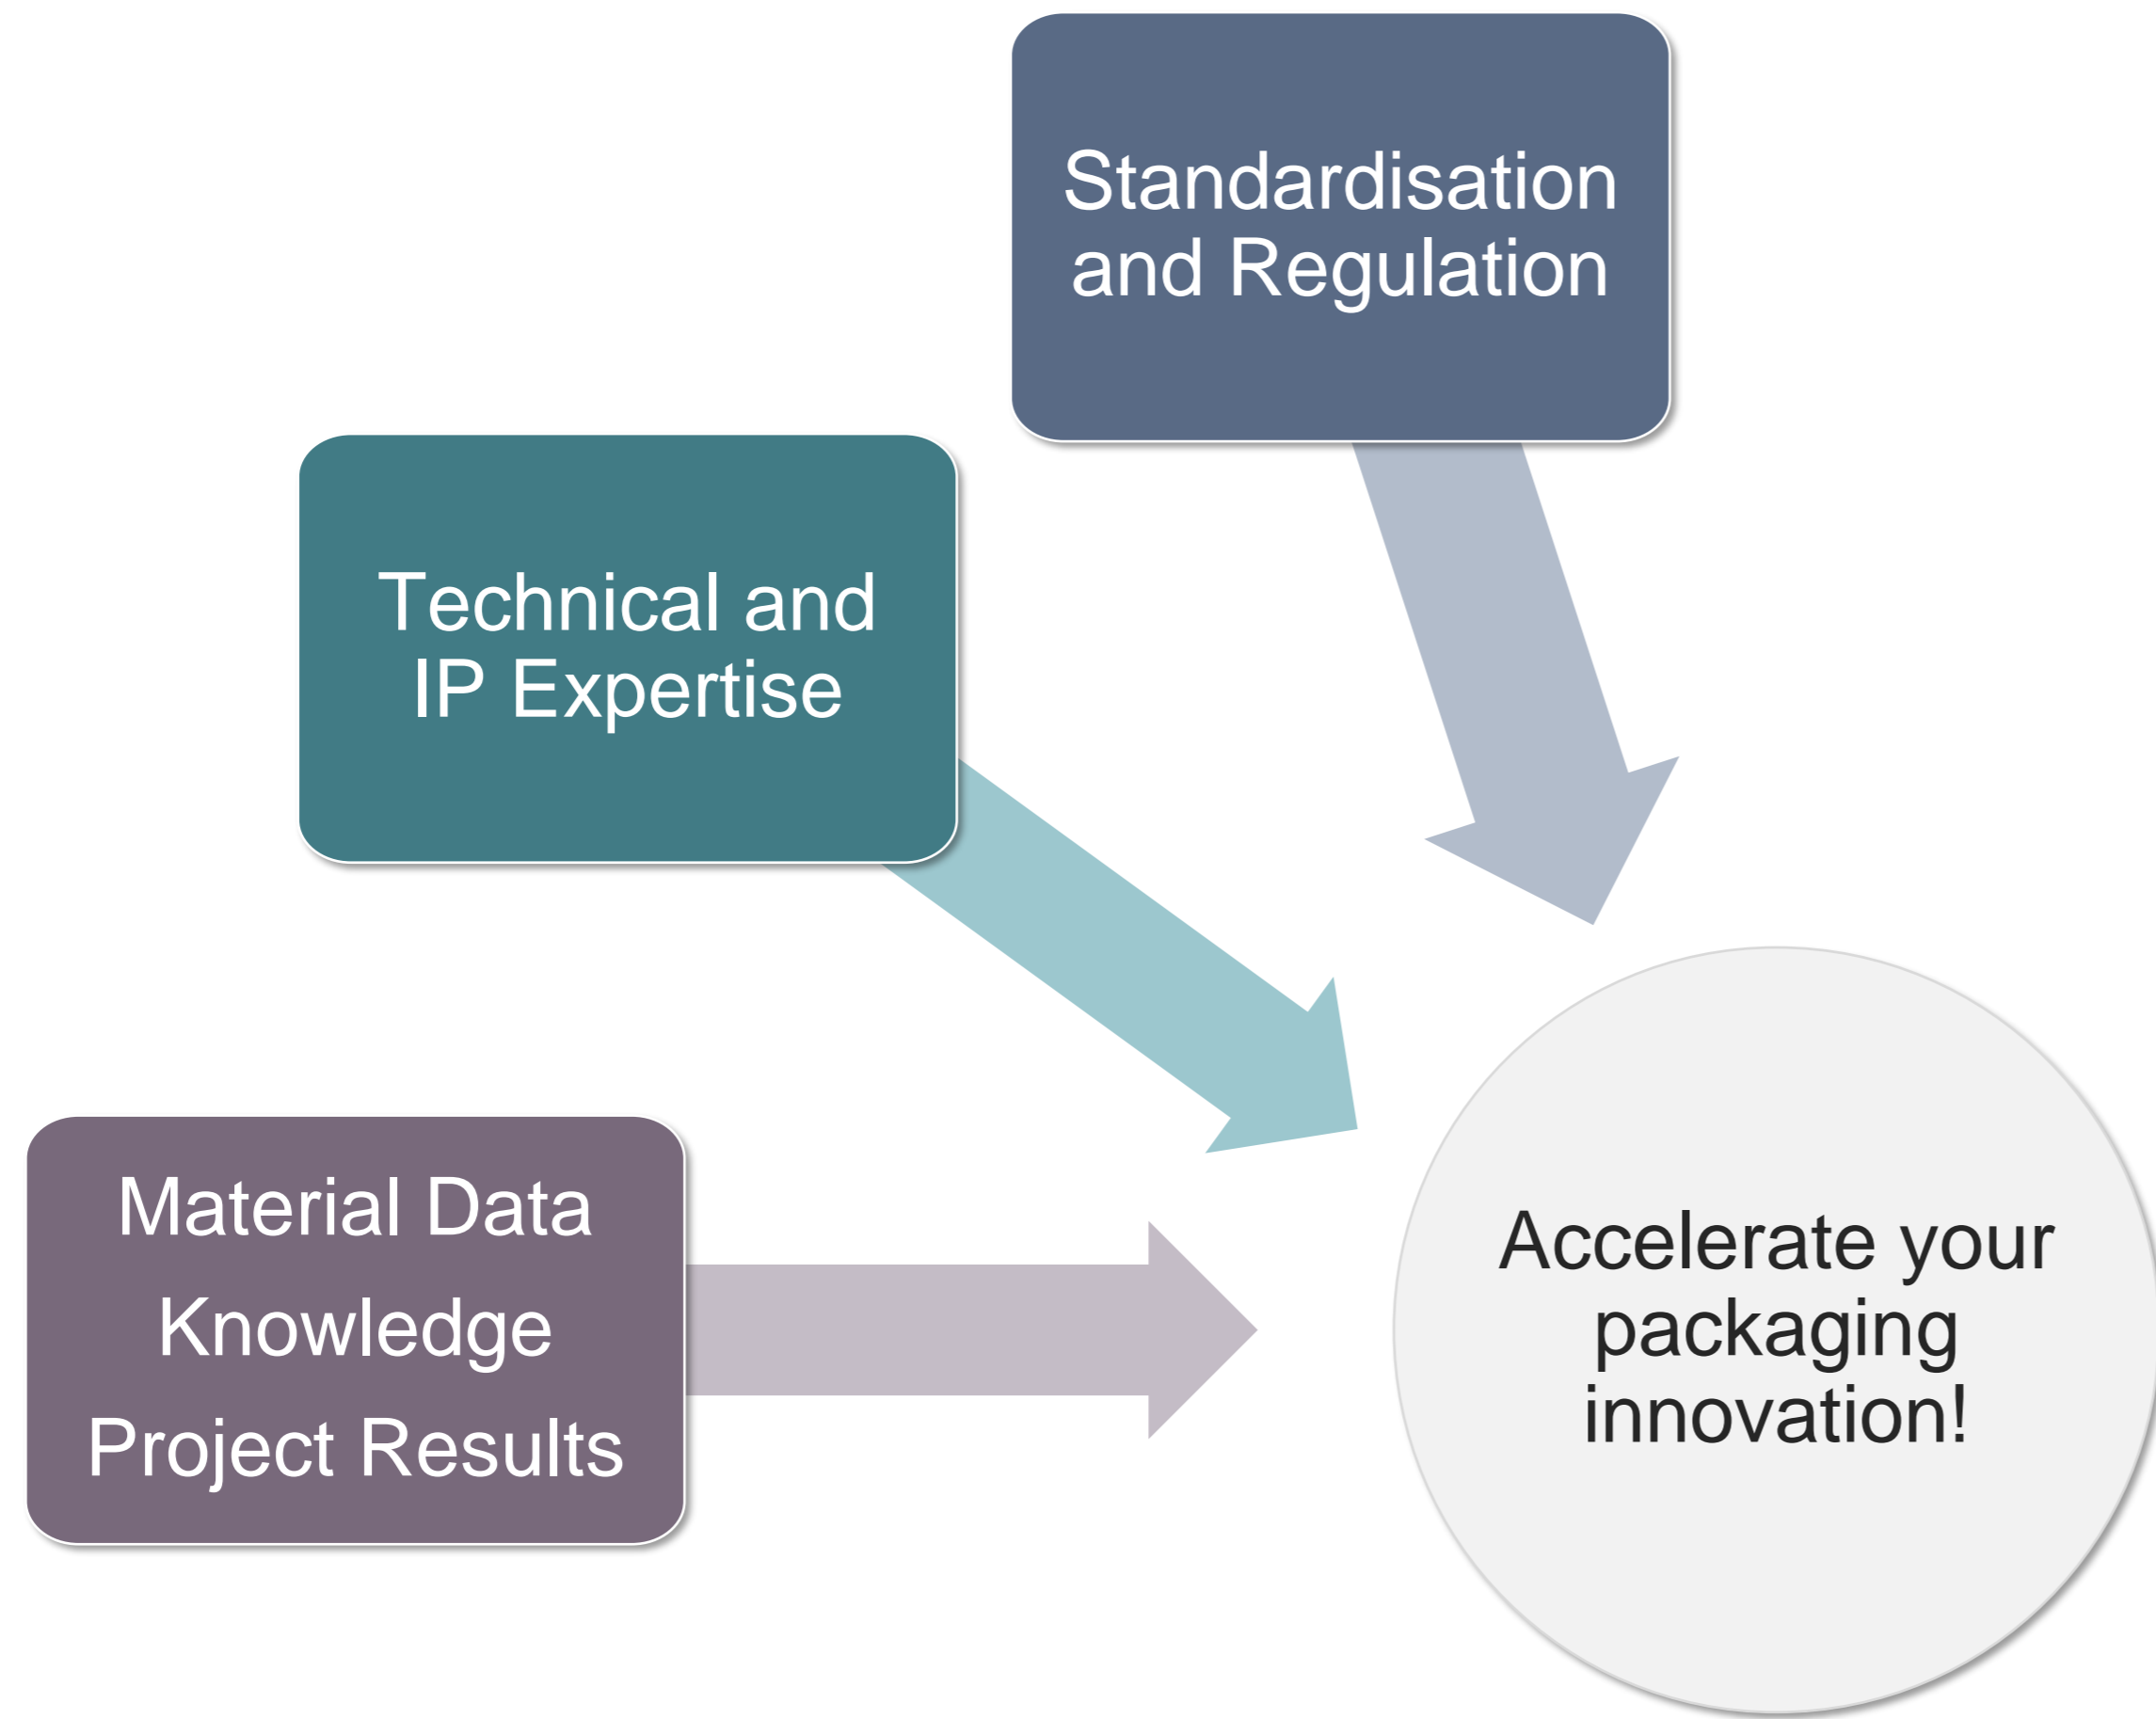 Standardisation
and Regulation
Technical and
IP Expertise
Material Data
Knowledge
Project Results
Accelerate your
packaging
innovation!